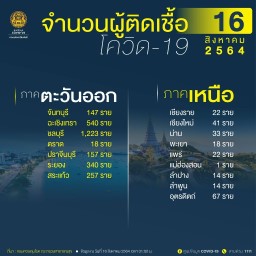 จำนวนผู้ติดเชื้อ
โควิด-19
16
สิงหาคม
2564
ภาคตะวันออก
จันทบุรี 147 ราย
ฉะเชิงเทรา 540 ราย
ชลบุรี 1,223 ราย
ตราด 18 ราย
ปราจีนบุรี 157 ราย
ระยอง 340 ราย
สระแก้ว 257 ราย
ภาคเหนือ
เชียงราย 22 ราย
เชียงใหม่ 41 ราย
น่าน 33 ราย
พะเยา 18 ราย
แพร่ 22 ราย
แม่ฮ่องสอน 1 ราย
ลำปาง 14 ราย
ลำพูน 14 ราย
อุตรดิตถ์ 67 ราย